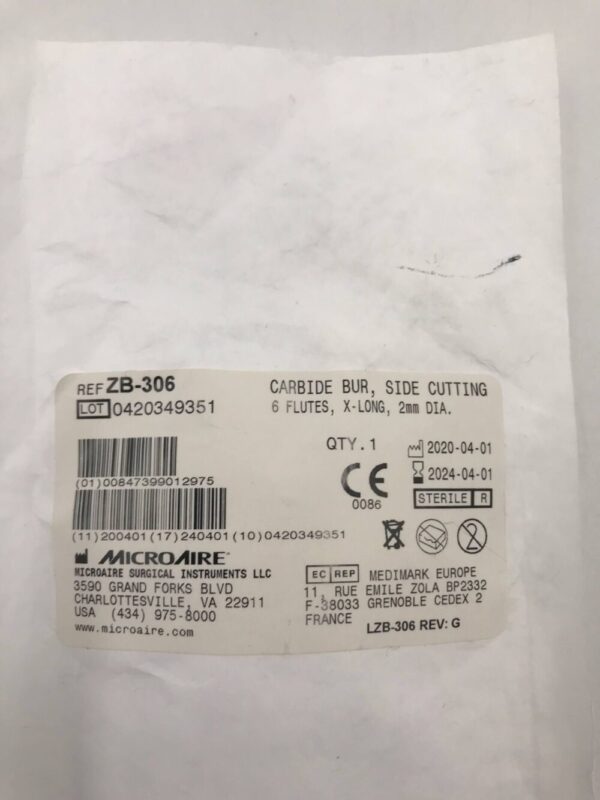 REF ZB-306
LOT 0420349351
CARBIDE BUR, SIDE CUTTING
6 FLUTES, X-LONG, 2mm DIA.
QTY. 1
2020-04-01
2024-04-01
CE
0086
STERILE R
(01)00847399012975
(11)200401(17)240401(10)0420349351
2
MICROAIRE™
MICROAIRE SURGICAL INSTRUMENTS LLC
3590 GRAND FORKS BLVD
CHARLOTTESVILLE, VA 22911
USA (434) 975-8000
www.microaire.com
EC REP MEDIMARK EUROPE
11, RUE EMILE ZOLA BP2332
F-38033 GRENOBLE CEDEX 2
FRANCE
LZB-306 REV: G